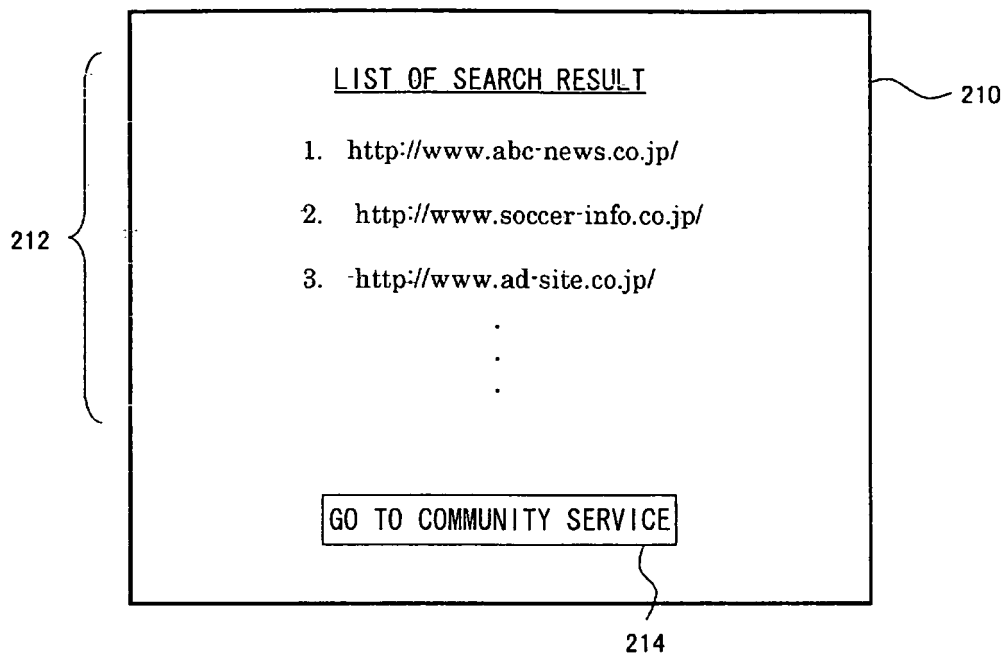 LIST OF SEARCH RESULT
210
1. http://www.abc-news.co.jp/
2. http://www.soccer-info.co.jp/
212
3. http://www.ad-site.co.jp/
.
.
.
GO TO COMMUNITY SERVICE
214